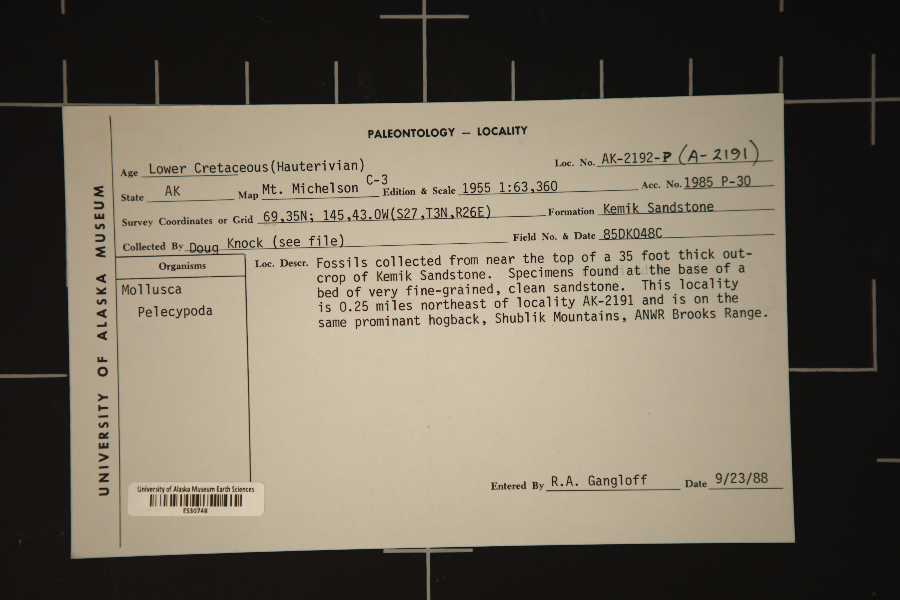 PALEONTOLOGY — LOCALITY
Age Lower Cretaceous(Hauterivian) Loc. No. AK-2192-P (A-2191)
State AK Map Mt. Michelson C-3 Edition & Scale 1955 1:63,360 Acc. No. 1985 P-30
Survey Coordinates or Grid 69,35N; 145,43.0W(S27,T3N,R26E) Formation Kemik Sandstone
Collected By Doug Knock (see file) Field No. & Date 85DK048C
Organisms
Mollusca
Pelecypoda
Loc. Descr. Fossils collected from near the top of a 35 foot thick out-
crop of Kemik Sandstone. Specimens found at the base of a
bed of very fine-grained, clean sandstone. This locality
is 0.25 miles northeast of locality AK-2191 and is on the
same prominant hogback, Shublik Mountains, ANWR Brooks Range.
Entered By R.A. Gangloff Date 9/23/88
UNIVERSITY OF ALASKA MUSEUM
University of Alaska Museum Earth Sciences
ES30748